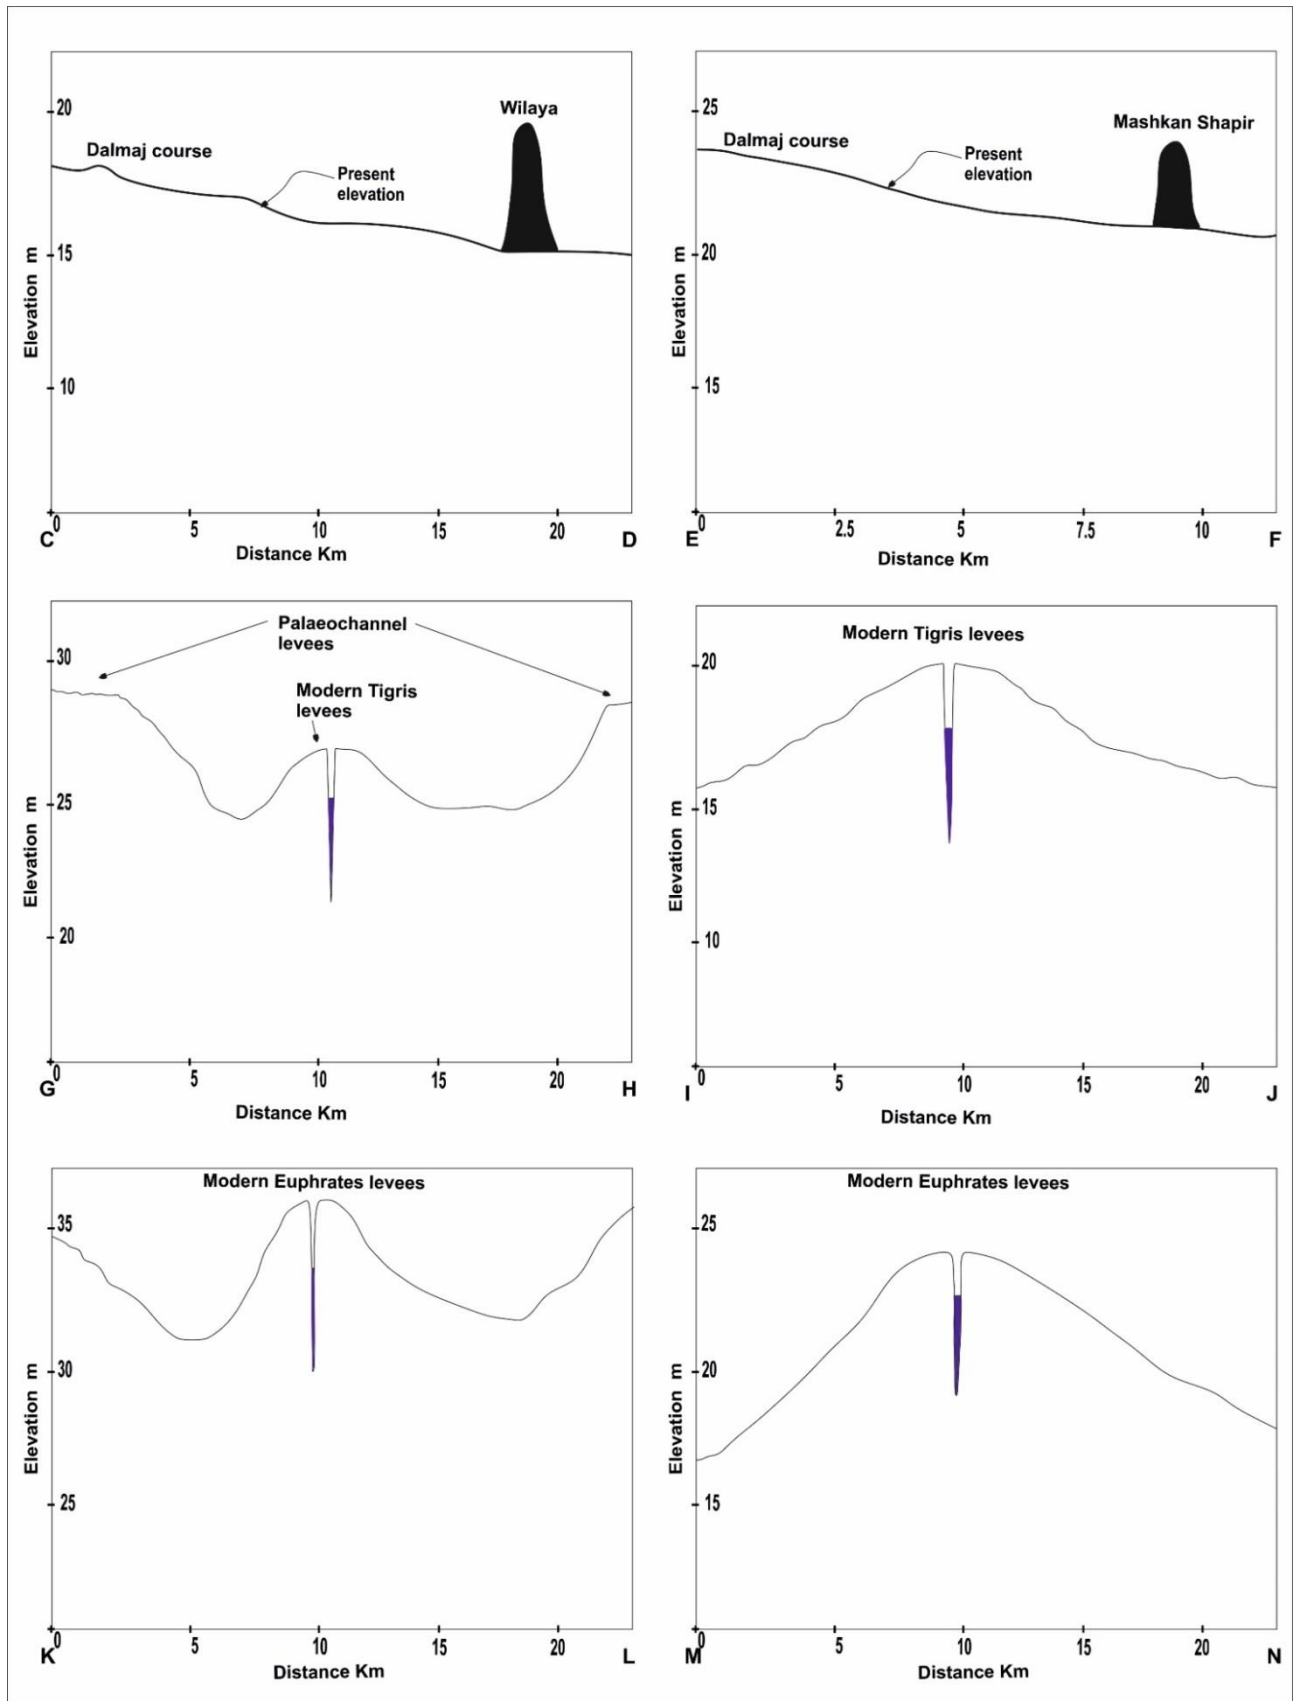 20
Wilaya
Dalmaj course
Present
elevation
15
Elevation m
10
0
5
10
15
20
C
D
Distance Km
25
Mashkan Shapir
Dalmaj course
Present
elevation
20
Elevation m
15
0
2.5
5
7.5
10
E
F
Distance Km
Palaeochannel
levees
30
Modern Tigris
levees
25
Elevation m
20
0
5
10
15
20
G
H
Distance Km
Modern Tigris levees
20
15
Elevation m
10
0
5
10
15
20
I
J
Distance Km
Modern Euphrates levees
35
30
Elevation m
25
0
5
10
15
20
K
L
Distance Km
Modern Euphrates levees
25
20
Elevation m
15
0
5
10
15
20
M
N
Distance Km